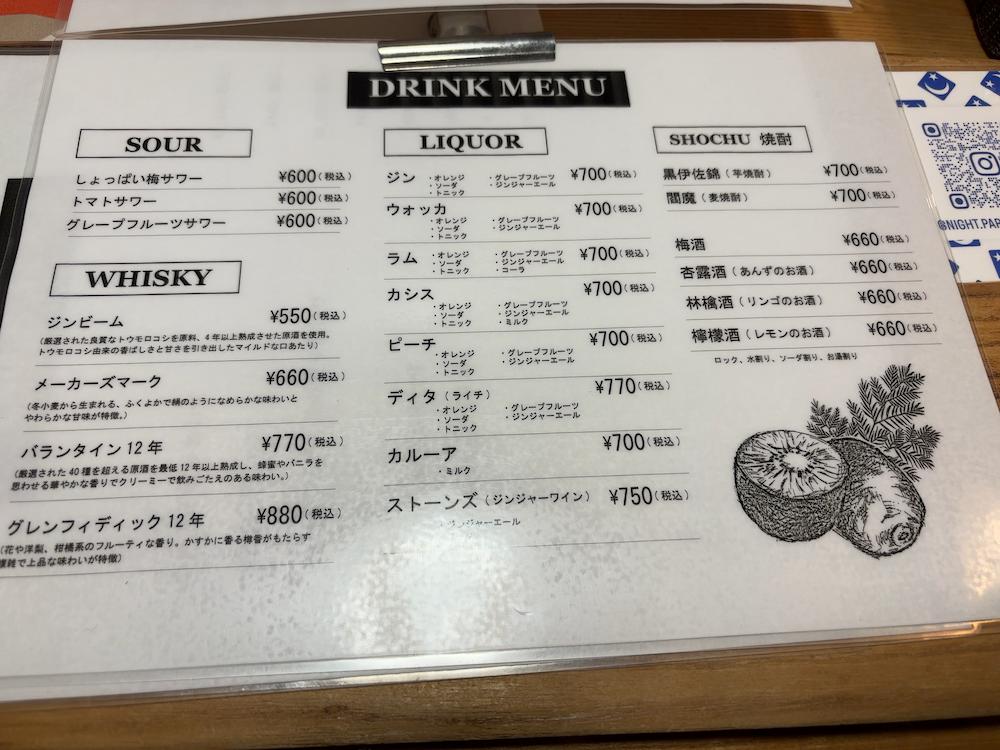 DRINK MENU
SOUR
しょっぱい梅サワー ¥600(税込)
トマトサワー ¥600(税込)
グレープフルーツサワー ¥600(税込)
WHISKY
ジンビーム ¥550(税込)
(厳選された良質なトウモロコシを原料、4年以上熟成させた原酒を使用。
トウモロコシ由来の香ばしさと甘さを引き出したマイルドな口あたり)
メーカーズマーク ¥660(税込)
(冬小麦から生まれる、ふくよかで絹のようになめらかな味わいと
やわらかな甘味が特徴。)
バランタイン12年 ¥770(税込)
(厳選された40種を超える原酒を最低12年以上熟成し、蜂蜜やバニラを
思わせる華やかな香りでクリーミーで飲みごたえのある味わい。)
グレンフィディック12年 ¥880(税込)
(花や洋梨、柑橘系のフルーティな香り。かすかに香る樽香がもたらす
複雑で上品な味わいが特徴)
LIQUOR
ジン ¥700(税込)
・オレンジ ・グレープフルーツ
・ソーダ ・ジンジャーエール
・トニック
ウォッカ ¥700(税込)
・オレンジ ・グレープフルーツ
・ソーダ ・ジンジャーエール
・トニック
ラム ¥700(税込)
・オレンジ ・グレープフルーツ
・ソーダ ・ジンジャーエール
・トニック ・コーラ
カシス ¥700(税込)
・オレンジ ・グレープフルーツ
・ソーダ ・ジンジャーエール
・トニック ・ミルク
ピーチ ¥700(税込)
・オレンジ ・グレープフルーツ
・ソーダ ・ジンジャーエール
・トニック
ディタ(ライチ) ¥770(税込)
・オレンジ ・グレープフルーツ
・ソーダ ・ジンジャーエール
・トニック
カルーア ¥700(税込)
・ミルク
ストーンズ(ジンジャーワイン) ¥750(税込)
・ジンジャーエール
SHOCHU 焼酎
黒伊佐錦(芋焼酎) ¥700(税込)
閻魔(麦焼酎) ¥700(税込)
梅酒 ¥660(税込)
杏露酒(あんずのお酒) ¥660(税込)
林檎酒(リンゴのお酒) ¥660(税込)
檸檬酒(レモンのお酒) ¥660(税込)
ロック、水割り、ソーダ割り、お湯割り
@NIGHT.PAR